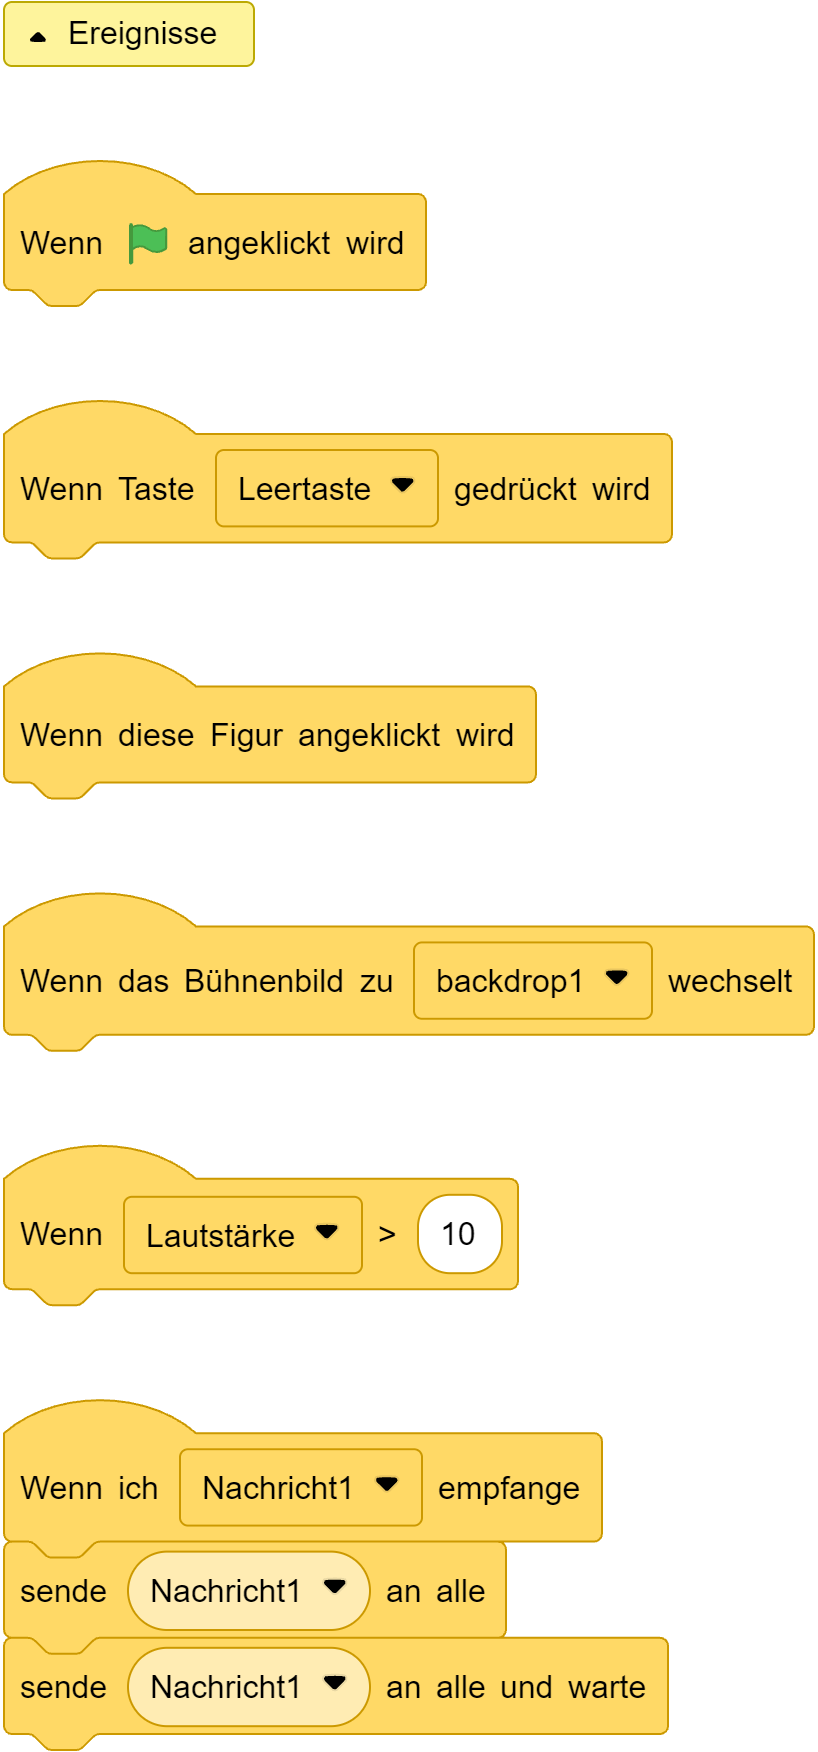 Ereignisse
Wenn angeklickt wird
Wenn Taste Leertaste gedrückt wird
Wenn diese Figur angeklickt wird
Wenn das Bühnenbild zu backdrop1 wechselt
Wenn Lautstärke > 10
Wenn ich Nachricht1 empfange
sende Nachricht1 an alle
sende Nachricht1 an alle und warte